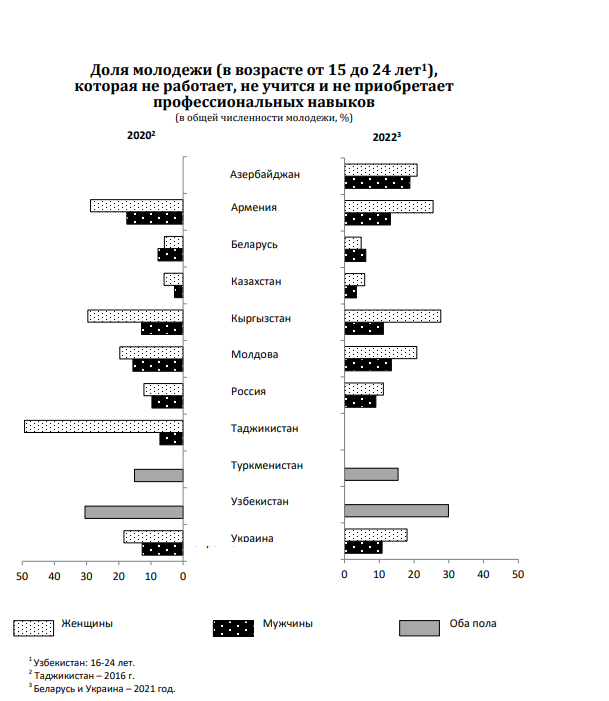 Доля молодежи (в возрасте от 15 до 24 лет¹),
которая не работает, не учится и не приобретает
профессиональных навыков
(в общей численности молодежи, %)
2020²
2022³
Азербайджан
Армения
Беларусь
Казахстан
Кыргызстан
Молдова
Россия
Таджикистан
Туркменистан
Узбекистан
Украина
50 40 30 20 10 0
0 10 20 30 40 50
Женщины Мужчины Оба пола
¹ Узбекистан: 16-24 лет.
² Таджикистан – 2016 г.
³ Беларусь и Украина – 2021 год.